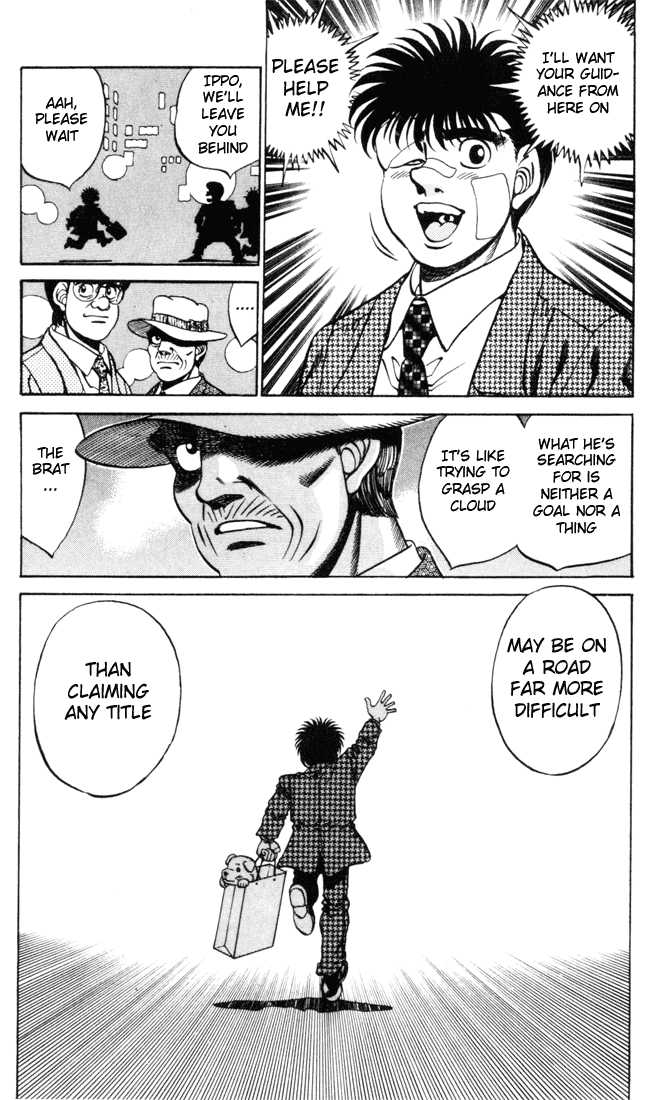 I'LL WANT
YOUR GUID-
ANCE FROM
HERE ON
PLEASE
HELP
ME!!
IPPO,
WE'LL
LEAVE
YOU
BEHIND
AAH,
PLEASE
WAIT
....
WHAT HE'S
SEARCHING
FOR IS
NEITHER A
GOAL NOR A
THING
IT'S LIKE
TRYING TO
GRASP A
CLOUD
THE
BRAT
...
MAY BE ON
A ROAD
FAR MORE
DIFFICULT
THAN
CLAIMING
ANY TITLE